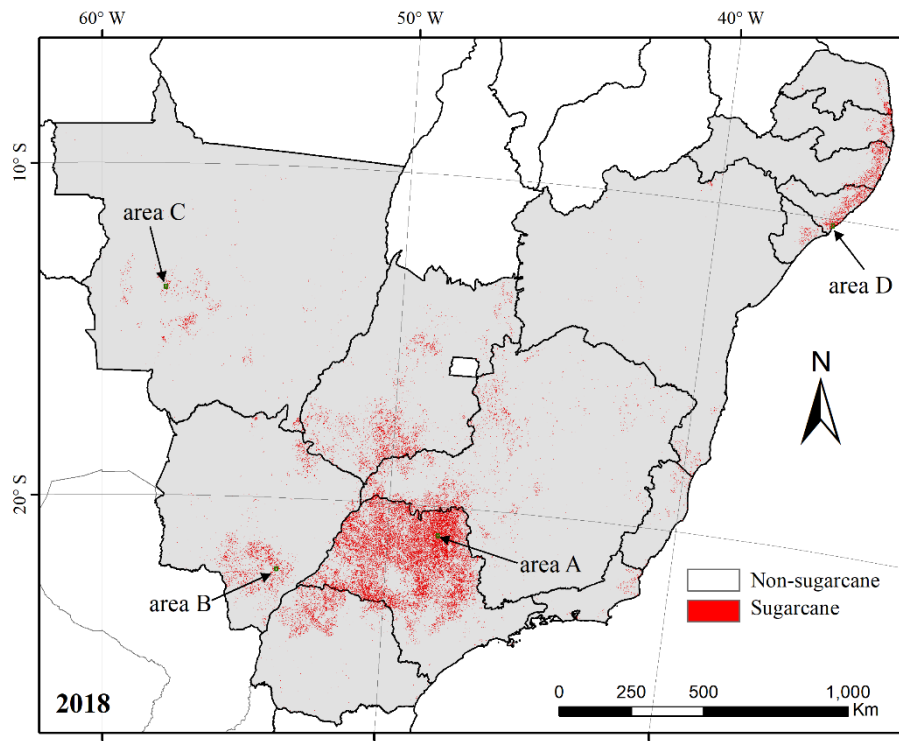 60° W 50° W 40° W
10° S
area C
area D
N
20° S
area A
area B
Non-sugarcane
Sugarcane
2018
0 250 500 1,000
Km